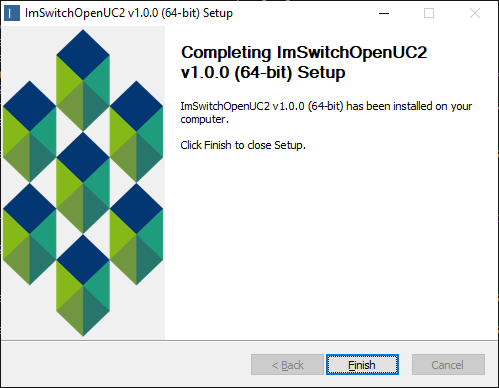 ImSwitchOpenUC2 v1.0.0 (64-bit) Setup
Completing ImSwitchOpenUC2
v1.0.0 (64-bit) Setup
ImSwitchOpenUC2 v1.0.0 (64-bit) has been installed on your
computer.
Click Finish to close Setup.
< Back
Finish
Cancel